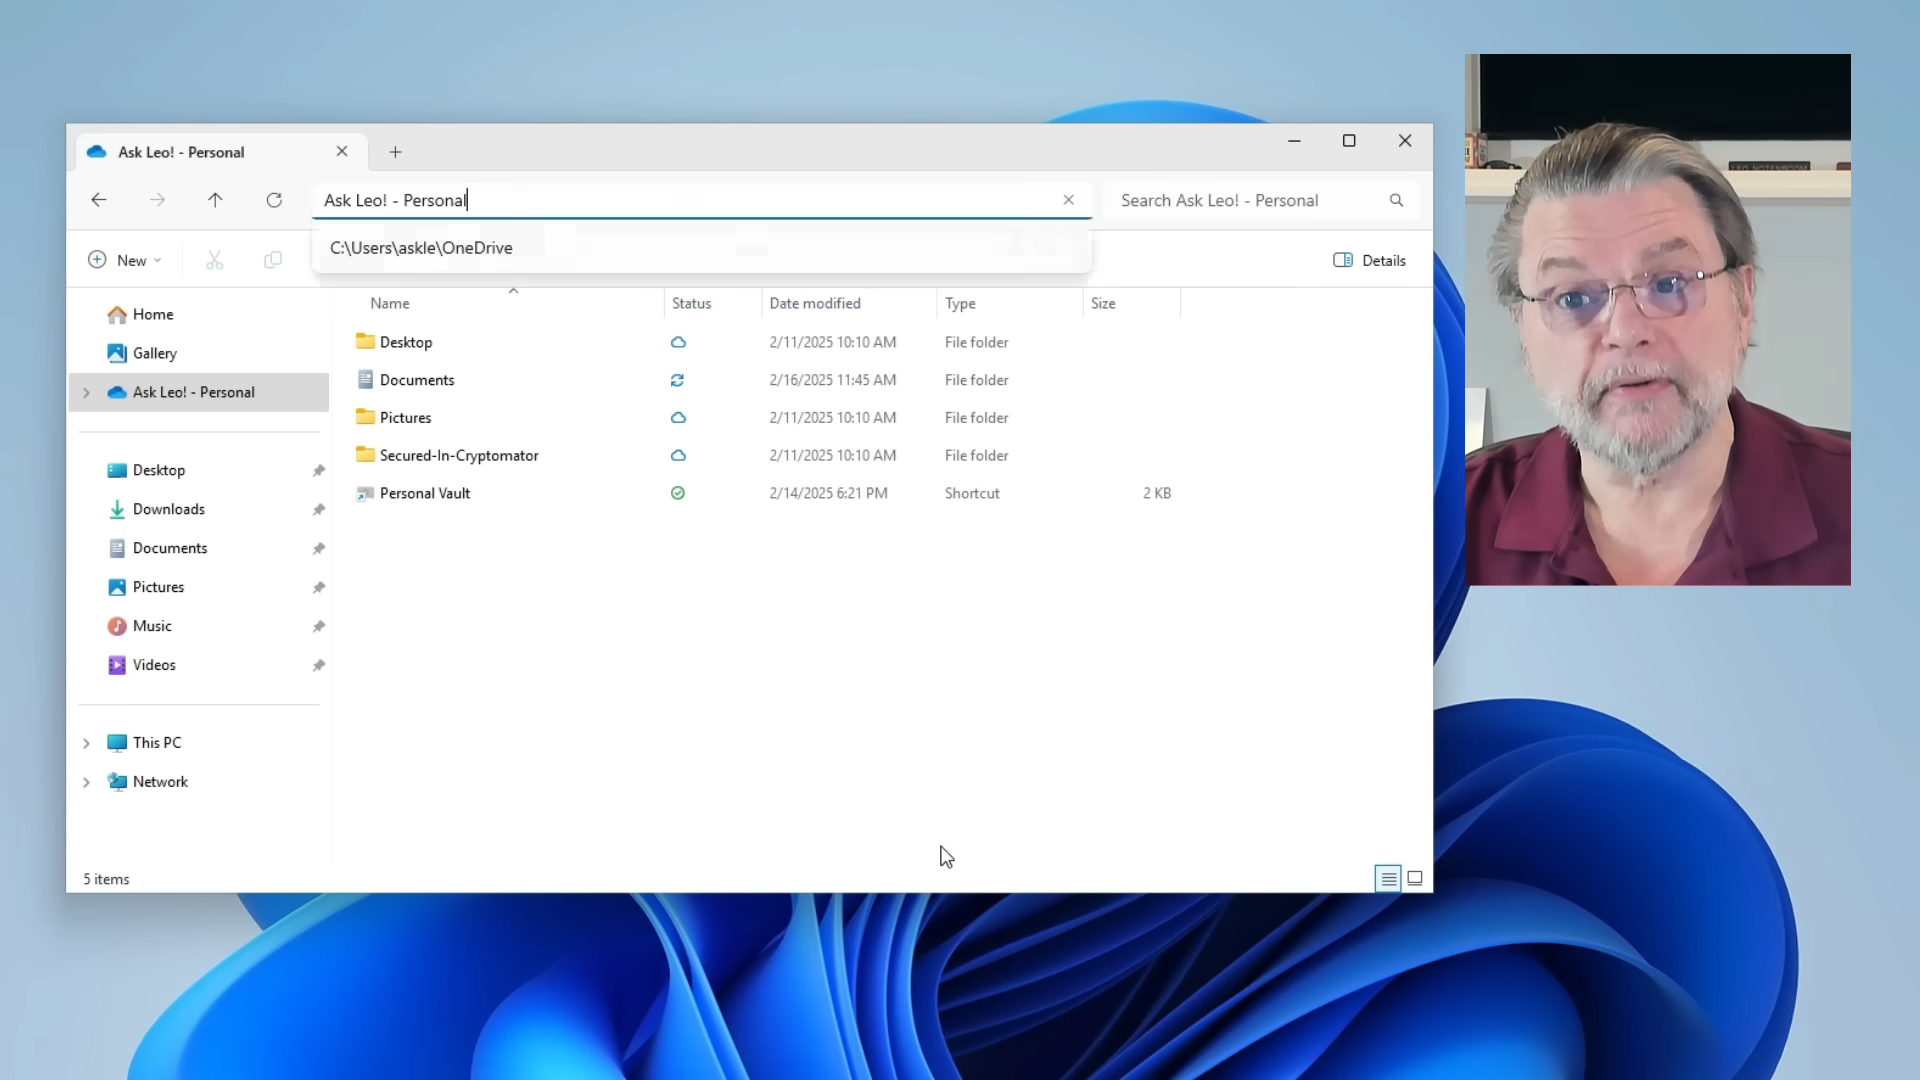 Ask Leo! - Personal
Ask Leo! - Personal
Search Ask Leo! - Personal
C:\Users\askle\OneDrive
New
Details
Name Status Date modified Type Size
Home
Gallery
Ask Leo! - Personal
Desktop
Downloads
Documents
Pictures
Music
Videos
This PC
Network
Desktop 2/11/2025 10:10 AM File folder
Documents 2/16/2025 11:45 AM File folder
Pictures 2/11/2025 10:10 AM File folder
Secured-In-Cryptomator 2/11/2025 10:10 AM File folder
Personal Vault 2/14/2025 6:21 PM Shortcut 2 KB
5 items